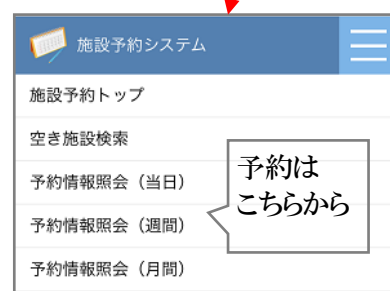 施設予約システム
施設予約トップ
空き施設検索
予約情報照会（当日）
予約情報照会（週間）
予約情報照会（月間）
予約は
こちらから